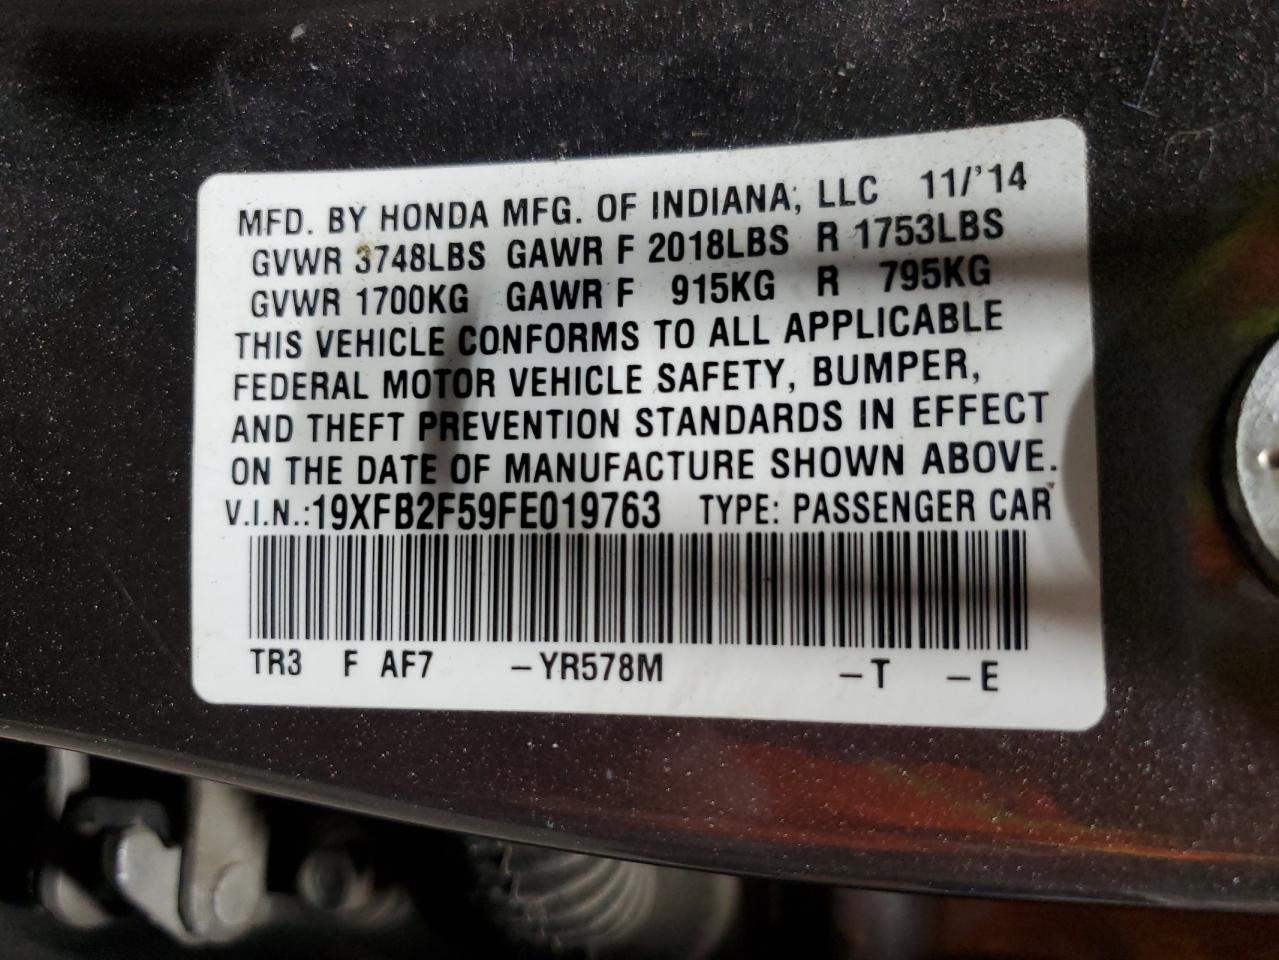 MFD. BY HONDA MFG. OF INDIANA, LLC 11/'14
GVWR 3748LBS GAWR F 2018LBS R 1753LBS
GVWR 1700KG GAWR F 915KG R 795KG
THIS VEHICLE CONFORMS TO ALL APPLICABLE
FEDERAL MOTOR VEHICLE SAFETY, BUMPER,
AND THEFT PREVENTION STANDARDS IN EFFECT
ON THE DATE OF MANUFACTURE SHOWN ABOVE.
V.I.N.:19XFB2F59FE019763 TYPE: PASSENGER CAR
TR3 F AF7 –YR578M –T –E